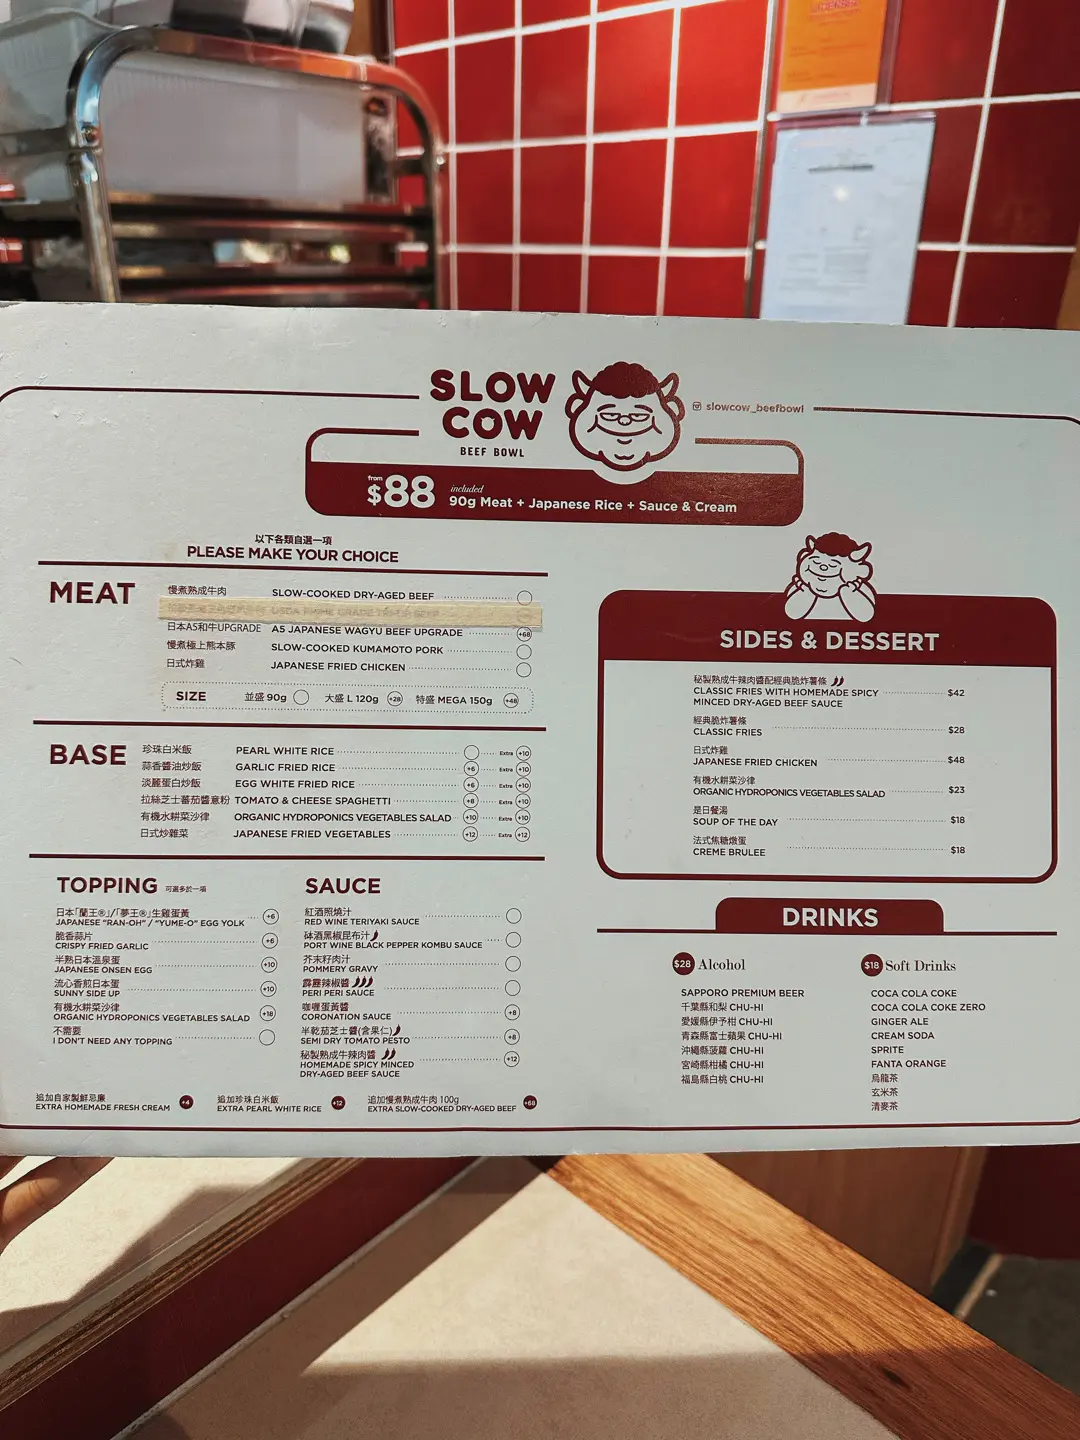 LICENSE
SLOW
COW
BEEF BOWL
slowcow_beefbowl
from
$88
included
90g Meat + Japanese Rice + Sauce & Cream
以下各類自選一項
PLEASE MAKE YOUR CHOICE
MEAT
慢煮熟成牛肉 SLOW-COOKED DRY-AGED BEEF
日本A5和牛UPGRADE A5 JAPANESE WAGYU BEEF UPGRADE +68
慢煮極上熊本豚 SLOW-COOKED KUMAMOTO PORK
日式炸雞 JAPANESE FRIED CHICKEN
SIZE 並盛 90g 大盛 L 120g +28 特盛 MEGA 150g +48
BASE
珍珠白米飯 PEARL WHITE RICE Extra +10
蒜香醬油炒飯 GARLIC FRIED RICE +6 Extra +10
淡麗蛋白炒飯 EGG WHITE FRIED RICE +6 Extra +10
拉絲芝士蕃茄醬意粉 TOMATO & CHEESE SPAGHETTI +8 Extra +10
有機水耕菜沙律 ORGANIC HYDROPONICS VEGETABLES SALAD +10 Extra +10
日式炒雜菜 JAPANESE FRIED VEGETABLES +12 Extra +12
TOPPING 可選多於一項
日本「蘭王®」/「夢王®」生雞蛋黃
JAPANESE "RAN-OH" / "YUME-O" EGG YOLK +6
脆香蒜片
CRISPY FRIED GARLIC +6
半熟日本溫泉蛋
JAPANESE ONSEN EGG +10
流心香煎日本蛋
SUNNY SIDE UP +10
有機水耕菜沙律
ORGANIC HYDROPONICS VEGETABLES SALAD +18
不需要
I DON'T NEED ANY TOPPING
SAUCE
紅酒照燒汁
RED WINE TERIYAKI SAUCE
砵酒黑椒昆布汁
PORT WINE BLACK PEPPER KOMBU SAUCE
芥末籽肉汁
POMMERY GRAVY
霹靂辣椒醬
PERI PERI SAUCE
咖喱蛋黃醬
CORONATION SAUCE +8
半乾茄芝士醬(含果仁)
SEMI DRY TOMATO PESTO +8
秘製熟成牛辣肉醬
HOMEMADE SPICY MINCED
DRY-AGED BEEF SAUCE +12
追加自家製鮮忌廉
EXTRA HOMEMADE FRESH CREAM +4
追加珍珠白米飯
EXTRA PEARL WHITE RICE +12
追加慢煮熟成牛肉 100g
EXTRA SLOW-COOKED DRY-AGED BEEF +68
SIDES & DESSERT
秘製熟成牛辣肉醬配經典脆炸薯條
CLASSIC FRIES WITH HOMEMADE SPICY $42
MINCED DRY-AGED BEEF SAUCE
經典脆炸薯條
CLASSIC FRIES $28
日式炸雞
JAPANESE FRIED CHICKEN $48
有機水耕菜沙律
ORGANIC HYDROPONICS VEGETABLES SALAD $23
是日餐湯
SOUP OF THE DAY $18
法式焦糖燉蛋
CREME BRULEE $18
DRINKS
$28 Alcohol
SAPPORO PREMIUM BEER
千葉縣和梨 CHU-HI
愛媛縣伊予柑 CHU-HI
青森縣富士蘋果 CHU-HI
沖繩縣菠蘿 CHU-HI
宮崎縣柑橘 CHU-HI
福島縣白桃 CHU-HI
$18 Soft Drinks
COCA COLA COKE
COCA COLA COKE ZERO
GINGER ALE
CREAM SODA
SPRITE
FANTA ORANGE
烏龍茶
玄米茶
清麥茶